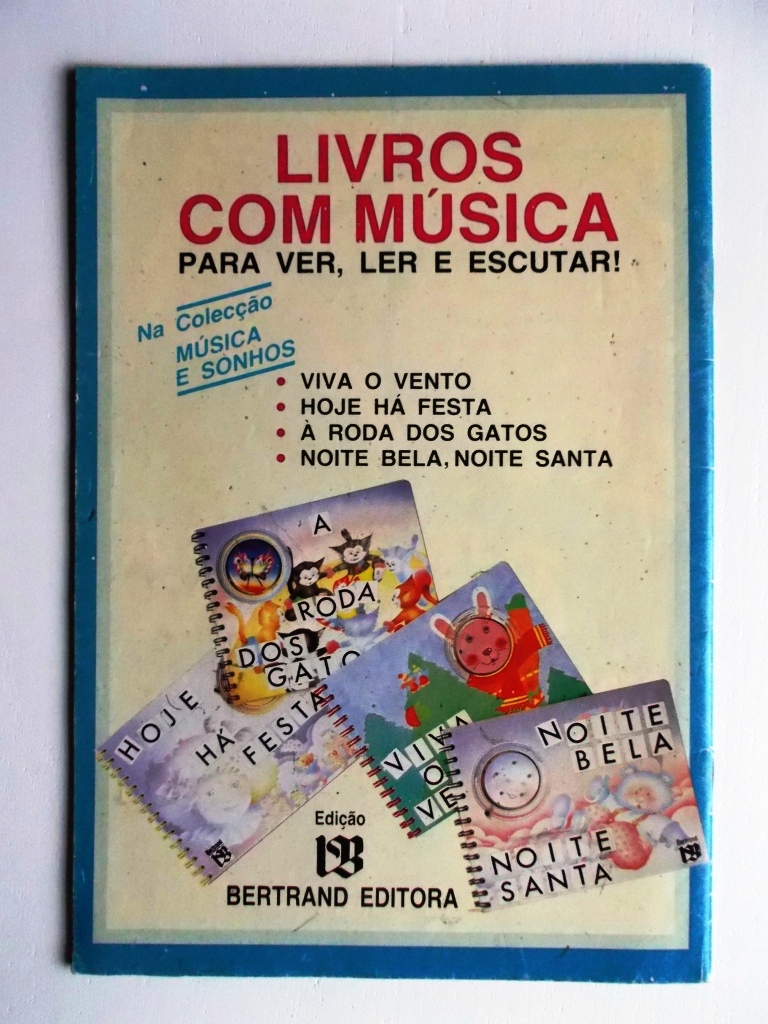 LIVROS
COM MÚSICA
PARA VER, LER E ESCUTAR!
Na Colecção
MÚSICA
E SONHOS
• VIVA O VENTO
• HOJE HÁ FESTA
• À RODA DOS GATOS
• NOITE BELA, NOITE SANTA
A
RODA
DOS
GATO
HOJE
HÁ
FESTA
VIVA
O
VE
NOITE
BELA
NOITE
SANTA
Edição
BERTRAND EDITORA